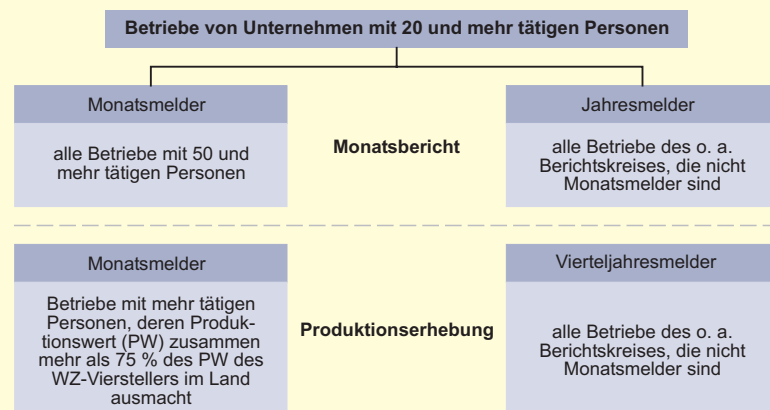 Betriebe von Unternehmen mit 20 und mehr tätigen Personen
Monatsmelder
alle Betriebe mit 50 und
mehr tätigen Personen
Monatsbericht
Jahresmelder
alle Betriebe des o. a.
Berichtskreises, die nicht
Monatsmelder sind
Monatsmelder
Betriebe mit mehr tätigen
Personen, deren Produk-
tionswert (PW) zusammen
mehr als 75 % des PW des
WZ-Vierstellers im Land
ausmacht
Produktionserhebung
Vierteljahresmelder
alle Betriebe des o. a.
Berichtskreises, die nicht
Monatsmelder sind